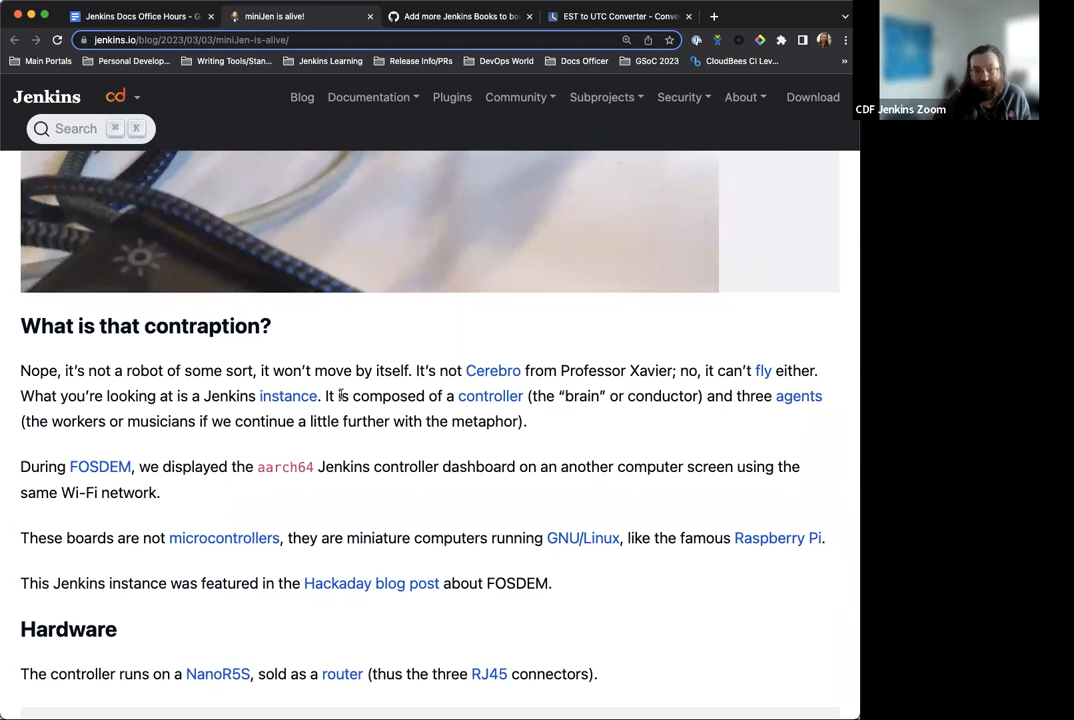 Jenkins Docs Office Hours - G
miniJen is alive!
Add more Jenkins Books to bo
EST to UTC Converter - Conve
jenkins.io/blog/2023/03/03/miniJen-is-alive/
Main Portals
Personal Develop...
Writing Tools/Stan...
Jenkins Learning
Release Info/PRs
DevOps World
Docs Officer
GSoC 2023
CloudBees CI Lev...
»
Jenkins
cd
Blog
Documentation
Plugins
Community
Subprojects
Security
About
Download
Search ⌘ K
CDF Jenkins Zoom
What is that contraption?
Nope, it's not a robot of some sort, it won't move by itself. It's not Cerebro from Professor Xavier; no, it can't fly either.
What you're looking at is a Jenkins instance. It is composed of a controller (the “brain” or conductor) and three agents
(the workers or musicians if we continue a little further with the metaphor).
During FOSDEM, we displayed the aarch64 Jenkins controller dashboard on an another computer screen using the
same Wi-Fi network.
These boards are not microcontrollers, they are miniature computers running GNU/Linux, like the famous Raspberry Pi.
This Jenkins instance was featured in the Hackaday blog post about FOSDEM.
Hardware
The controller runs on a NanoR5S, sold as a router (thus the three RJ45 connectors).